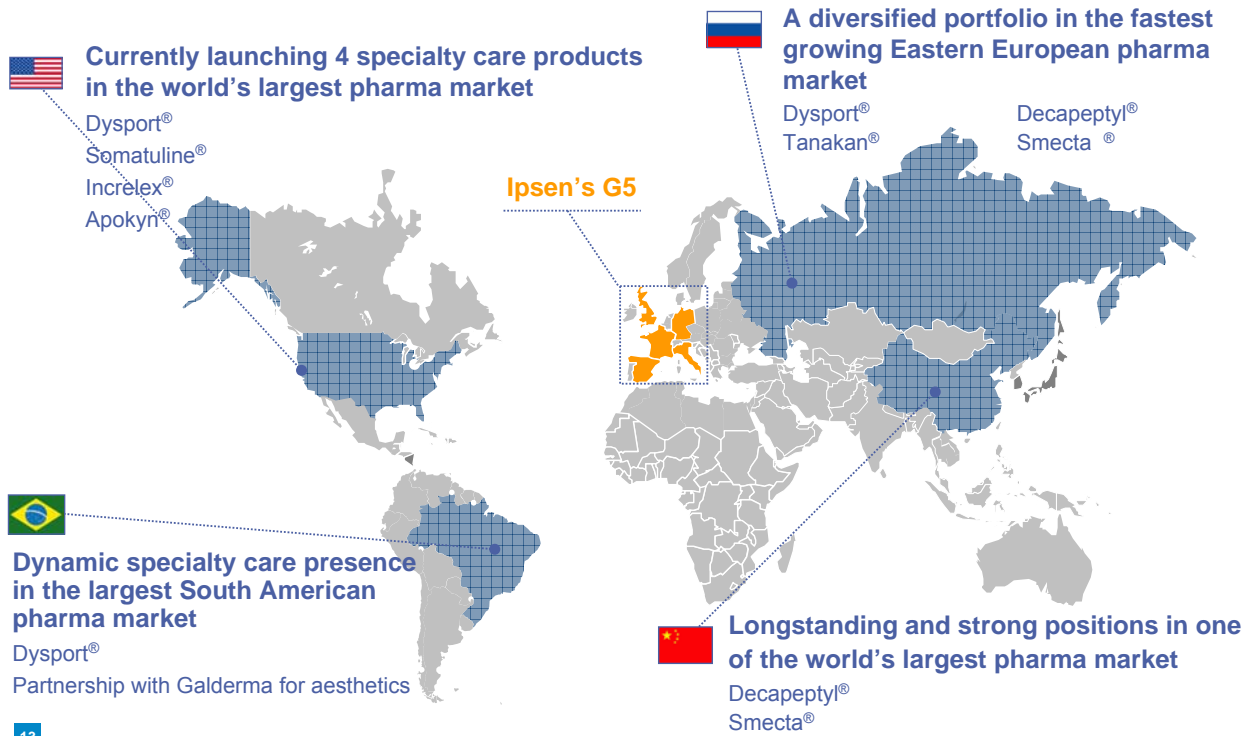 Currently launching 4 specialty care products
in the world's largest pharma market
Dysport®
Somatuline®
Increlex®
Apokyn®
A diversified portfolio in the fastest
growing Eastern European pharma
market
Dysport® Decapeptyl®
Tanakan® Smecta ®
Ipsen's G5
Dynamic specialty care presence
in the largest South American
pharma market
Dysport®
Partnership with Galderma for aesthetics
Longstanding and strong positions in one
of the world's largest pharma market
Decapeptyl®
Smecta®